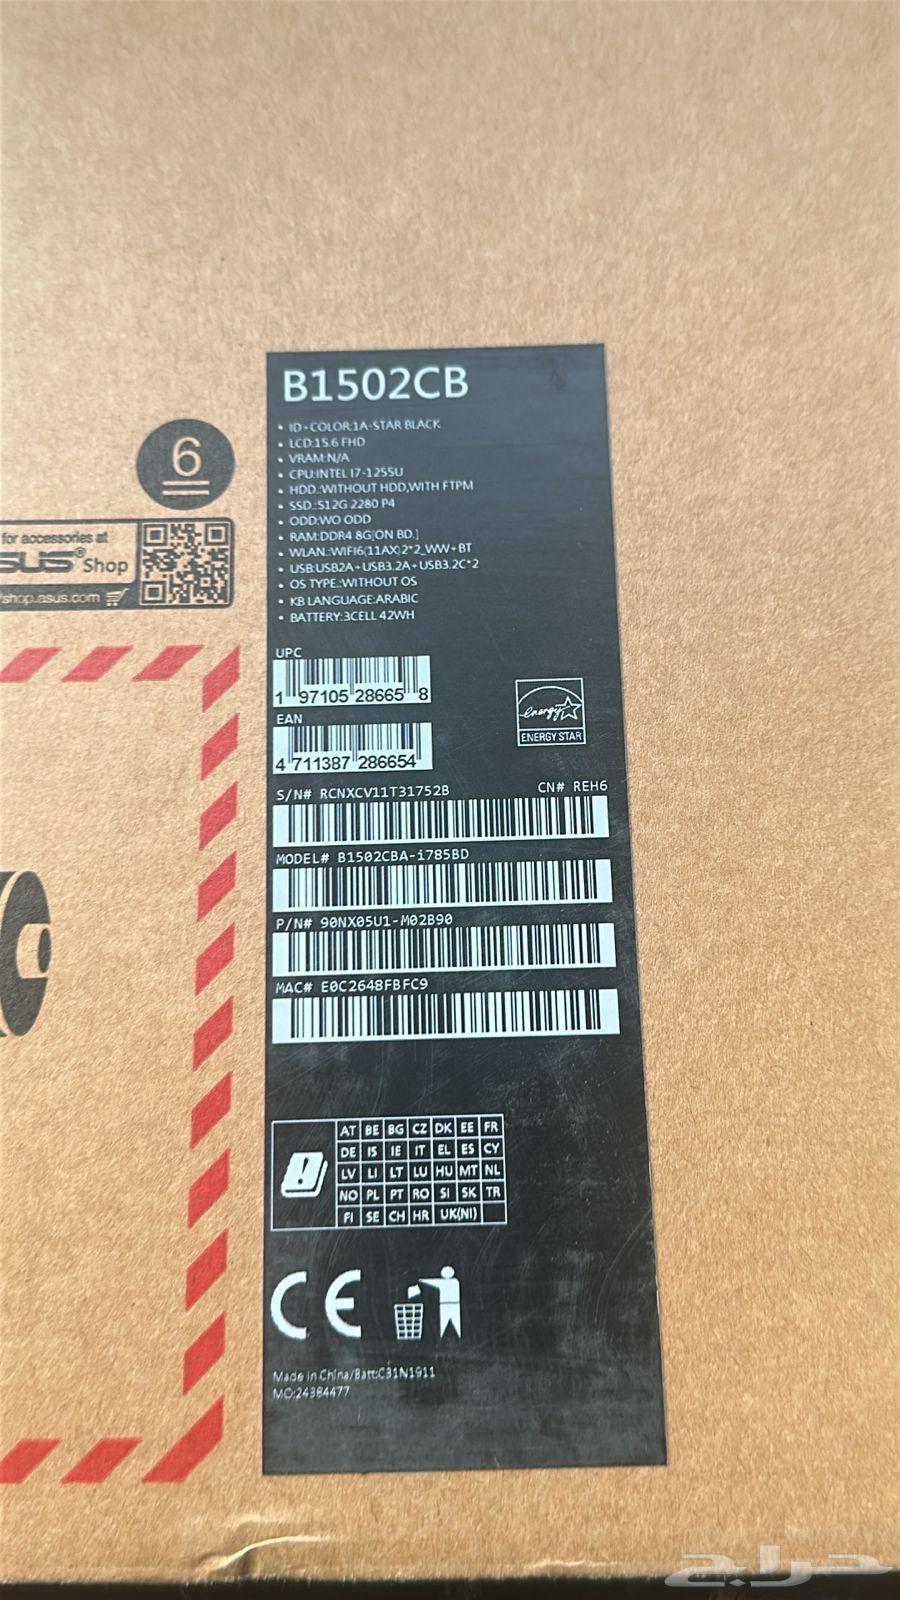 B1502CB
• ID+COLOR:1A-STAR BLACK
• LCD:15.6 FHD
• VRAM:N/A
• CPU:INTEL I7-1255U
• HDD.:WITHOUT HDD,WITH FTPM
• SSD.:512G 2280 P4
• ODD:WO ODD
• RAM:DDR4 8G[ON BD.]
• WLAN.:WIFI6(11AX)2*2_WW+BT
• USB:USB2A+USB3.2A+USB3.2C*2
• OS TYPE.:WITHOUT OS
• KB LANGUAGE:ARABIC
• BATTERY:3CELL 42WH
6
for accessories at
SUS® Shop
/shop.asus.com
UPC
1 97105 28665 8
EAN
4 711387 286654
energy
ENERGY STAR
S/N# RCNXCV11T31752B CN# REH6
MODEL# B1502CBA-i785BD
P/N# 90NX05U1-M02B90
MAC# E0C2648FBFC9
AT BE BG CZ DK EE FR
DE IS IE IT EL ES CY
LV LI LT LU HU MT NL
NO PL PT RO SI SK TR
FI SE CH HR UK(NI)
CE
Made in China/Batt:C31N1911
MO:24384477
حراج